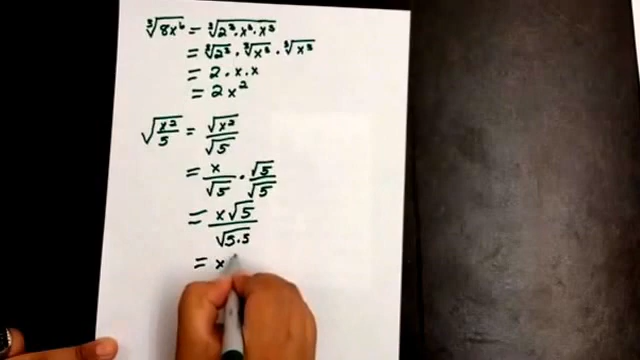 ∛8x⁶ = ∛2³·x³·x³
= ∛2³ · ∛x³ · ∛x³
= 2 · x · x
= 2x²
√x²/5 = √x²/√5
= x/√5 · √5/√5
= x√5/√5·5
= x